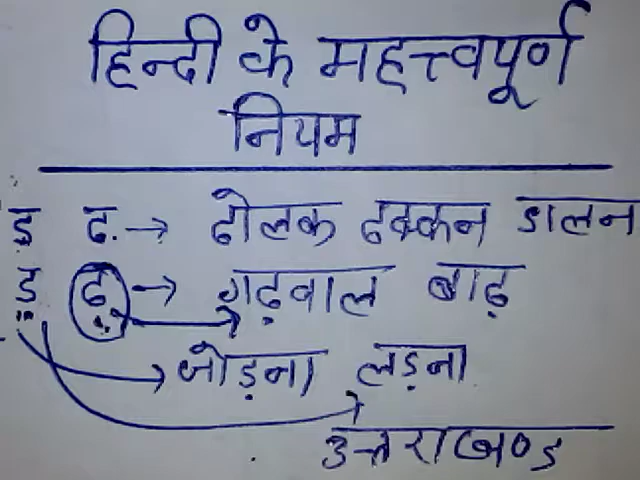 हिन्दी के महत्त्वपूर्ण
नियम
ड ढ. → ढोलक ढक्कन डालन
ड़ ढ़ → गढ़वाल बाढ़
जोड़ना लड़ना
उत्तराखण्ड